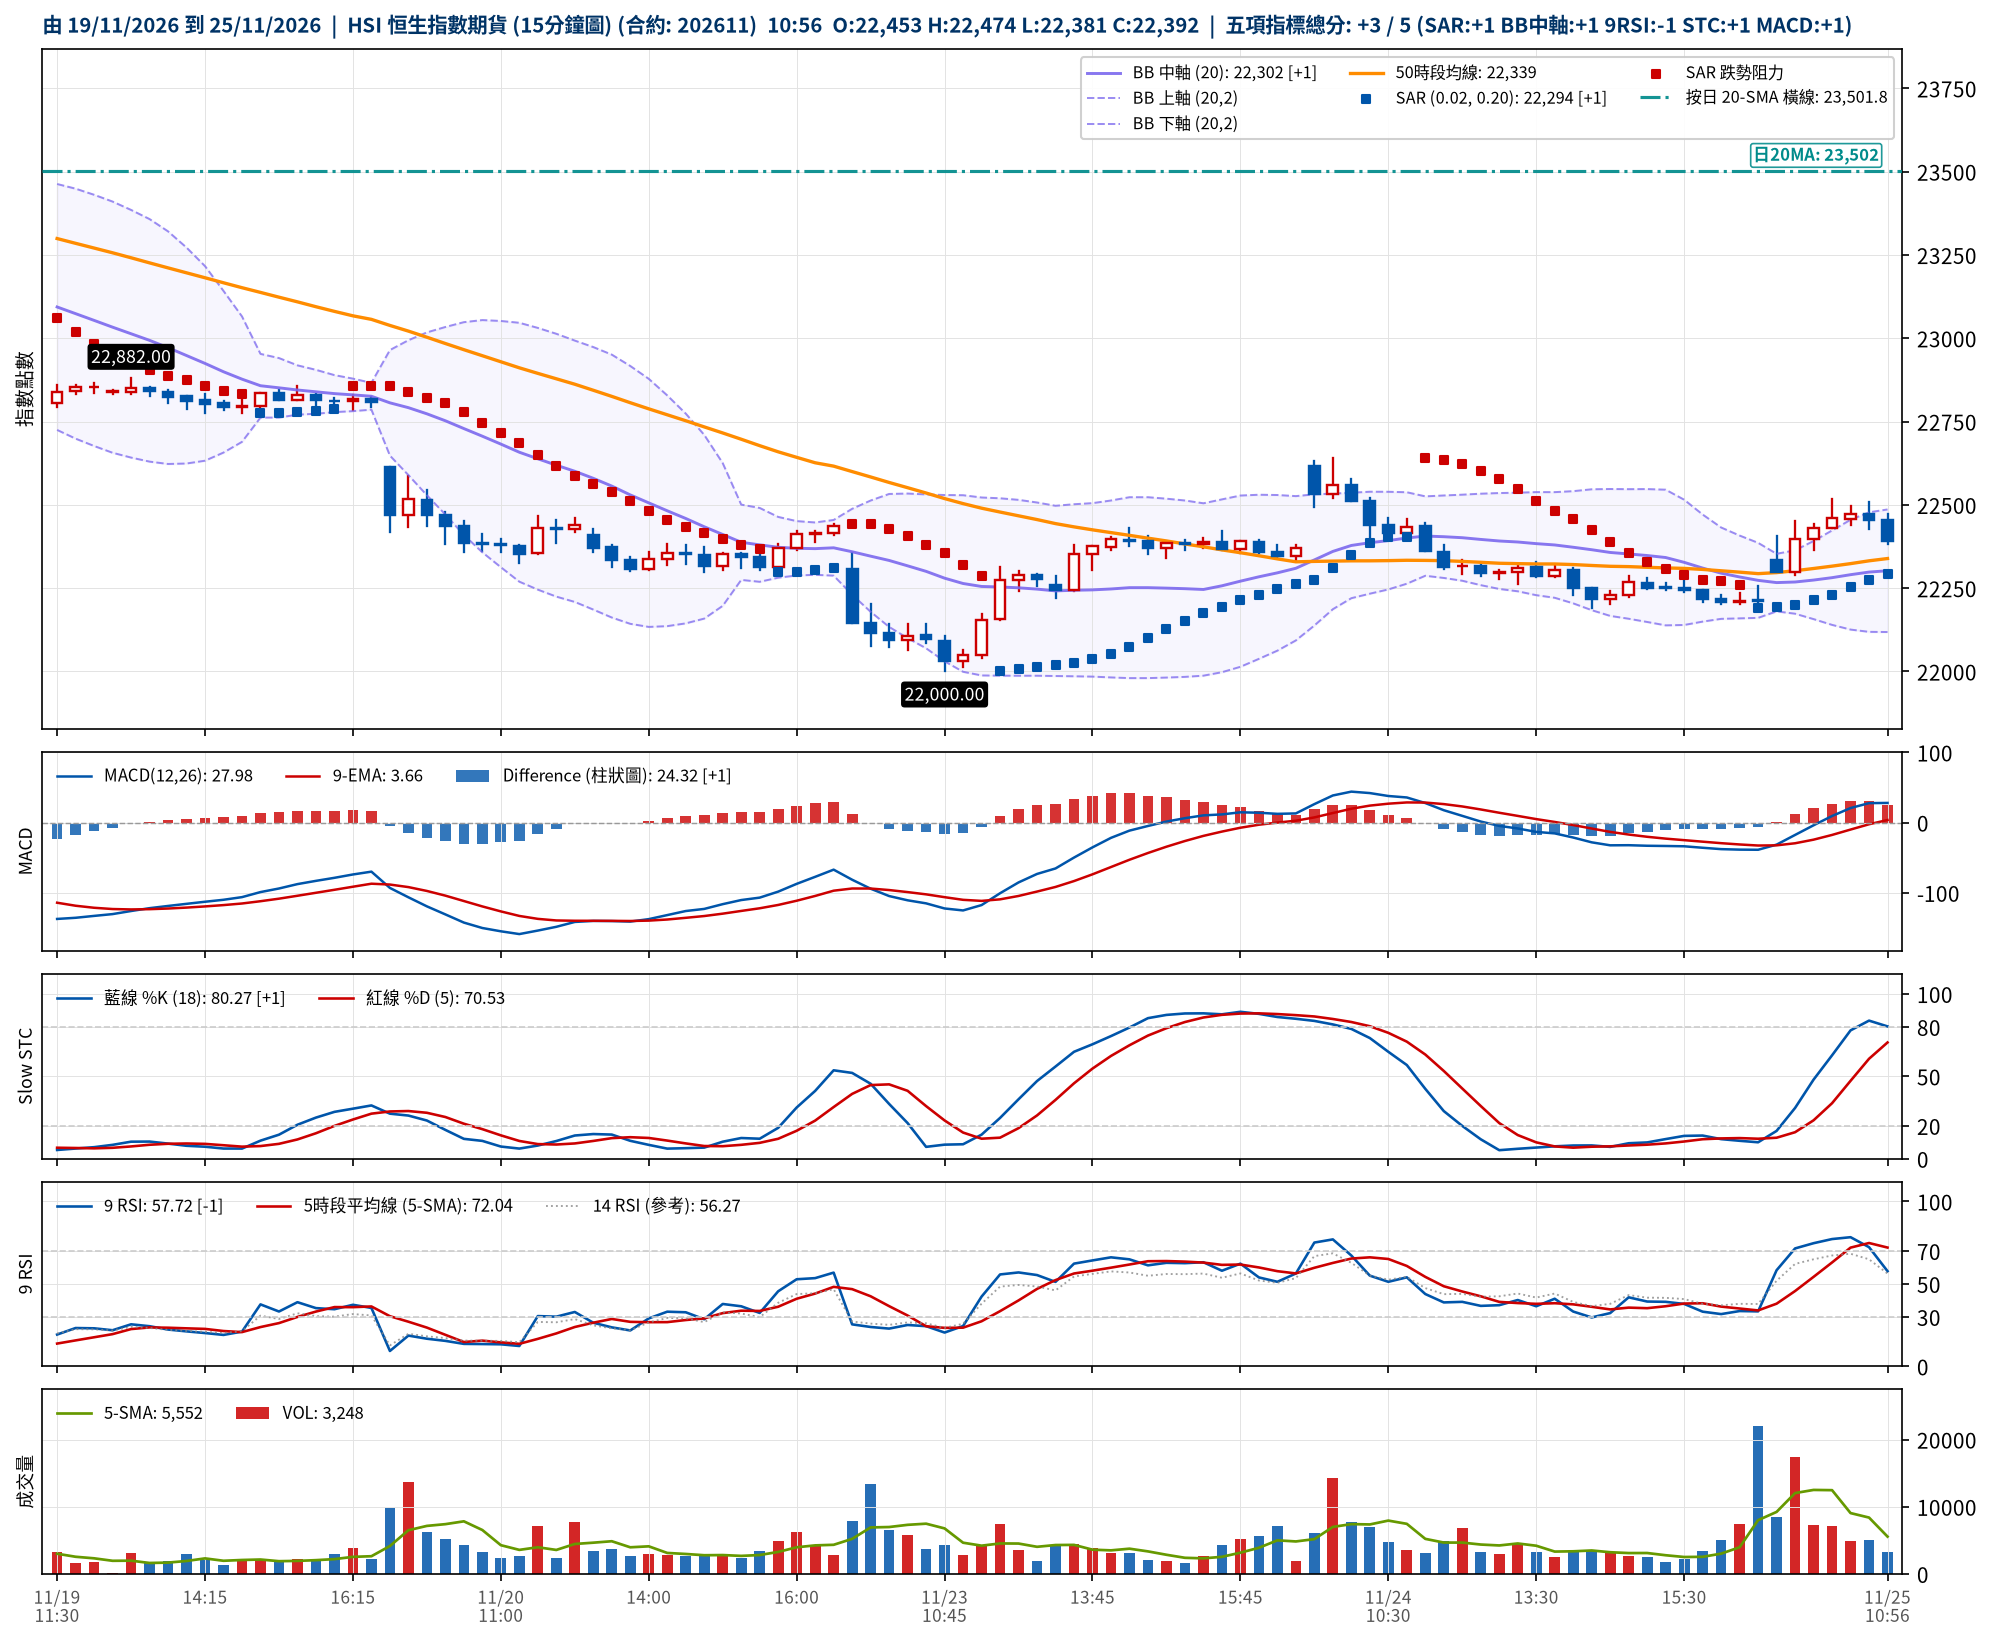 由 19/11/2026 到 25/11/2026 | HSI 恒生指數期貨 (15分鐘圖) (合約: 202611) 10:56 O:22,453 H:22,474 L:22,381 C:22,392 | 五項指標總分: +3 / 5 (SAR:+1 BB中軸:+1 9RSI:-1 STC:+1 MACD:+1)
BB 中軸 (20): 22,302 [+1]
BB 上軸 (20,2)
BB 下軸 (20,2)
50時段均線: 22,339
SAR (0.02, 0.20): 22,294 [+1]
SAR 跌勢阻力
按日 20-SMA 橫線: 23,501.8
日20MA: 23,502
22,882.00
22,000.00
指數點數
23750
23500
23250
23000
22750
22500
22250
22000
MACD(12,26): 27.98
9-EMA: 3.66
Difference (柱狀圖): 24.32 [+1]
MACD
100
0
-100
藍線 %K (18): 80.27 [+1]
紅線 %D (5): 70.53
Slow STC
100
80
50
20
0
9 RSI: 57.72 [-1]
5時段平均線 (5-SMA): 72.04
14 RSI (參考): 56.27
9 RSI
100
70
50
30
0
5-SMA: 5,552
VOL: 3,248
成交量
20000
10000
0
11/19
11:30
14:15
16:15
11/20
11:00
14:00
16:00
11/23
10:45
13:45
15:45
11/24
10:30
13:30
15:30
11/25
10:56